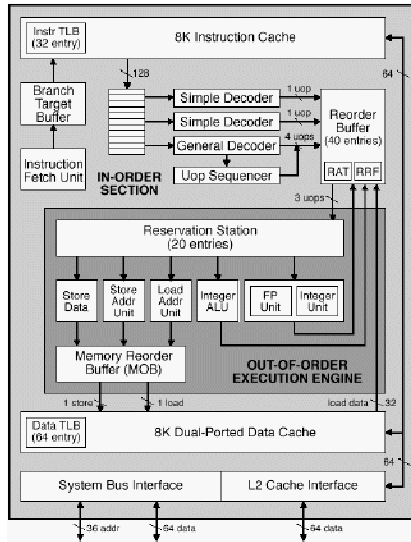 Instr TLB
(32 entry)
8K Instruction Cache
128
64
Branch
Target
Buffer
Instruction
Fetch Unit
Simple Decoder
1 uop
Simple Decoder
1 uop
General Decoder
4 uops
Uop Sequencer
IN-ORDER
SECTION
Reorder
Buffer
(40 entries)
RAT
RRF
3 uops
Reservation Station
(20 entries)
Store
Data
Store
Addr
Unit
Load
Addr
Unit
Integer
ALU
FP
Unit
Integer
Unit
Memory Reorder
Buffer (MOB)
OUT-OF-ORDER
EXECUTION ENGINE
1 store
1 load
load data
32
Data TLB
(64 entry)
8K Dual-Ported Data Cache
64
System Bus Interface
L2 Cache Interface
36 addr
64 data
64 data